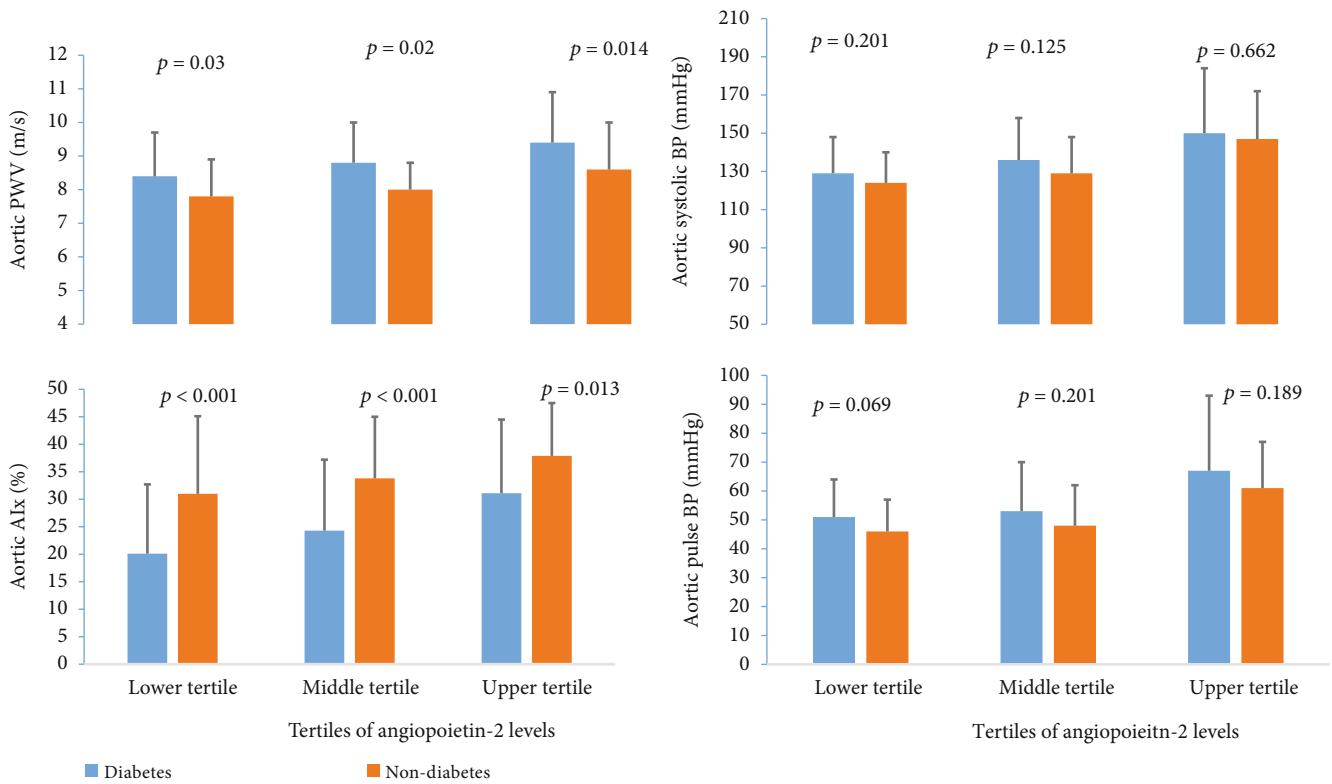 Aortic PWV (m/s)
12
11
10
9
8
7
6
5
4
p = 0.03
p = 0.02
p = 0.014
Aortic systolic BP (mmHg)
210
190
170
150
130
110
90
70
50
p = 0.201
p = 0.125
p = 0.662
Aortic AIx (%)
50
45
40
35
30
25
20
15
10
5
0
p < 0.001
p < 0.001
p = 0.013
Lower tertile
Middle tertile
Upper tertile
Tertiles of angiopoietin-2 levels
Aortic pulse BP (mmHg)
100
90
80
70
60
50
40
30
20
10
0
p = 0.069
p = 0.201
p = 0.189
Lower tertile
Middle tertile
Upper tertile
Tertiles of angiopoieitn-2 levels
Diabetes
Non-diabetes